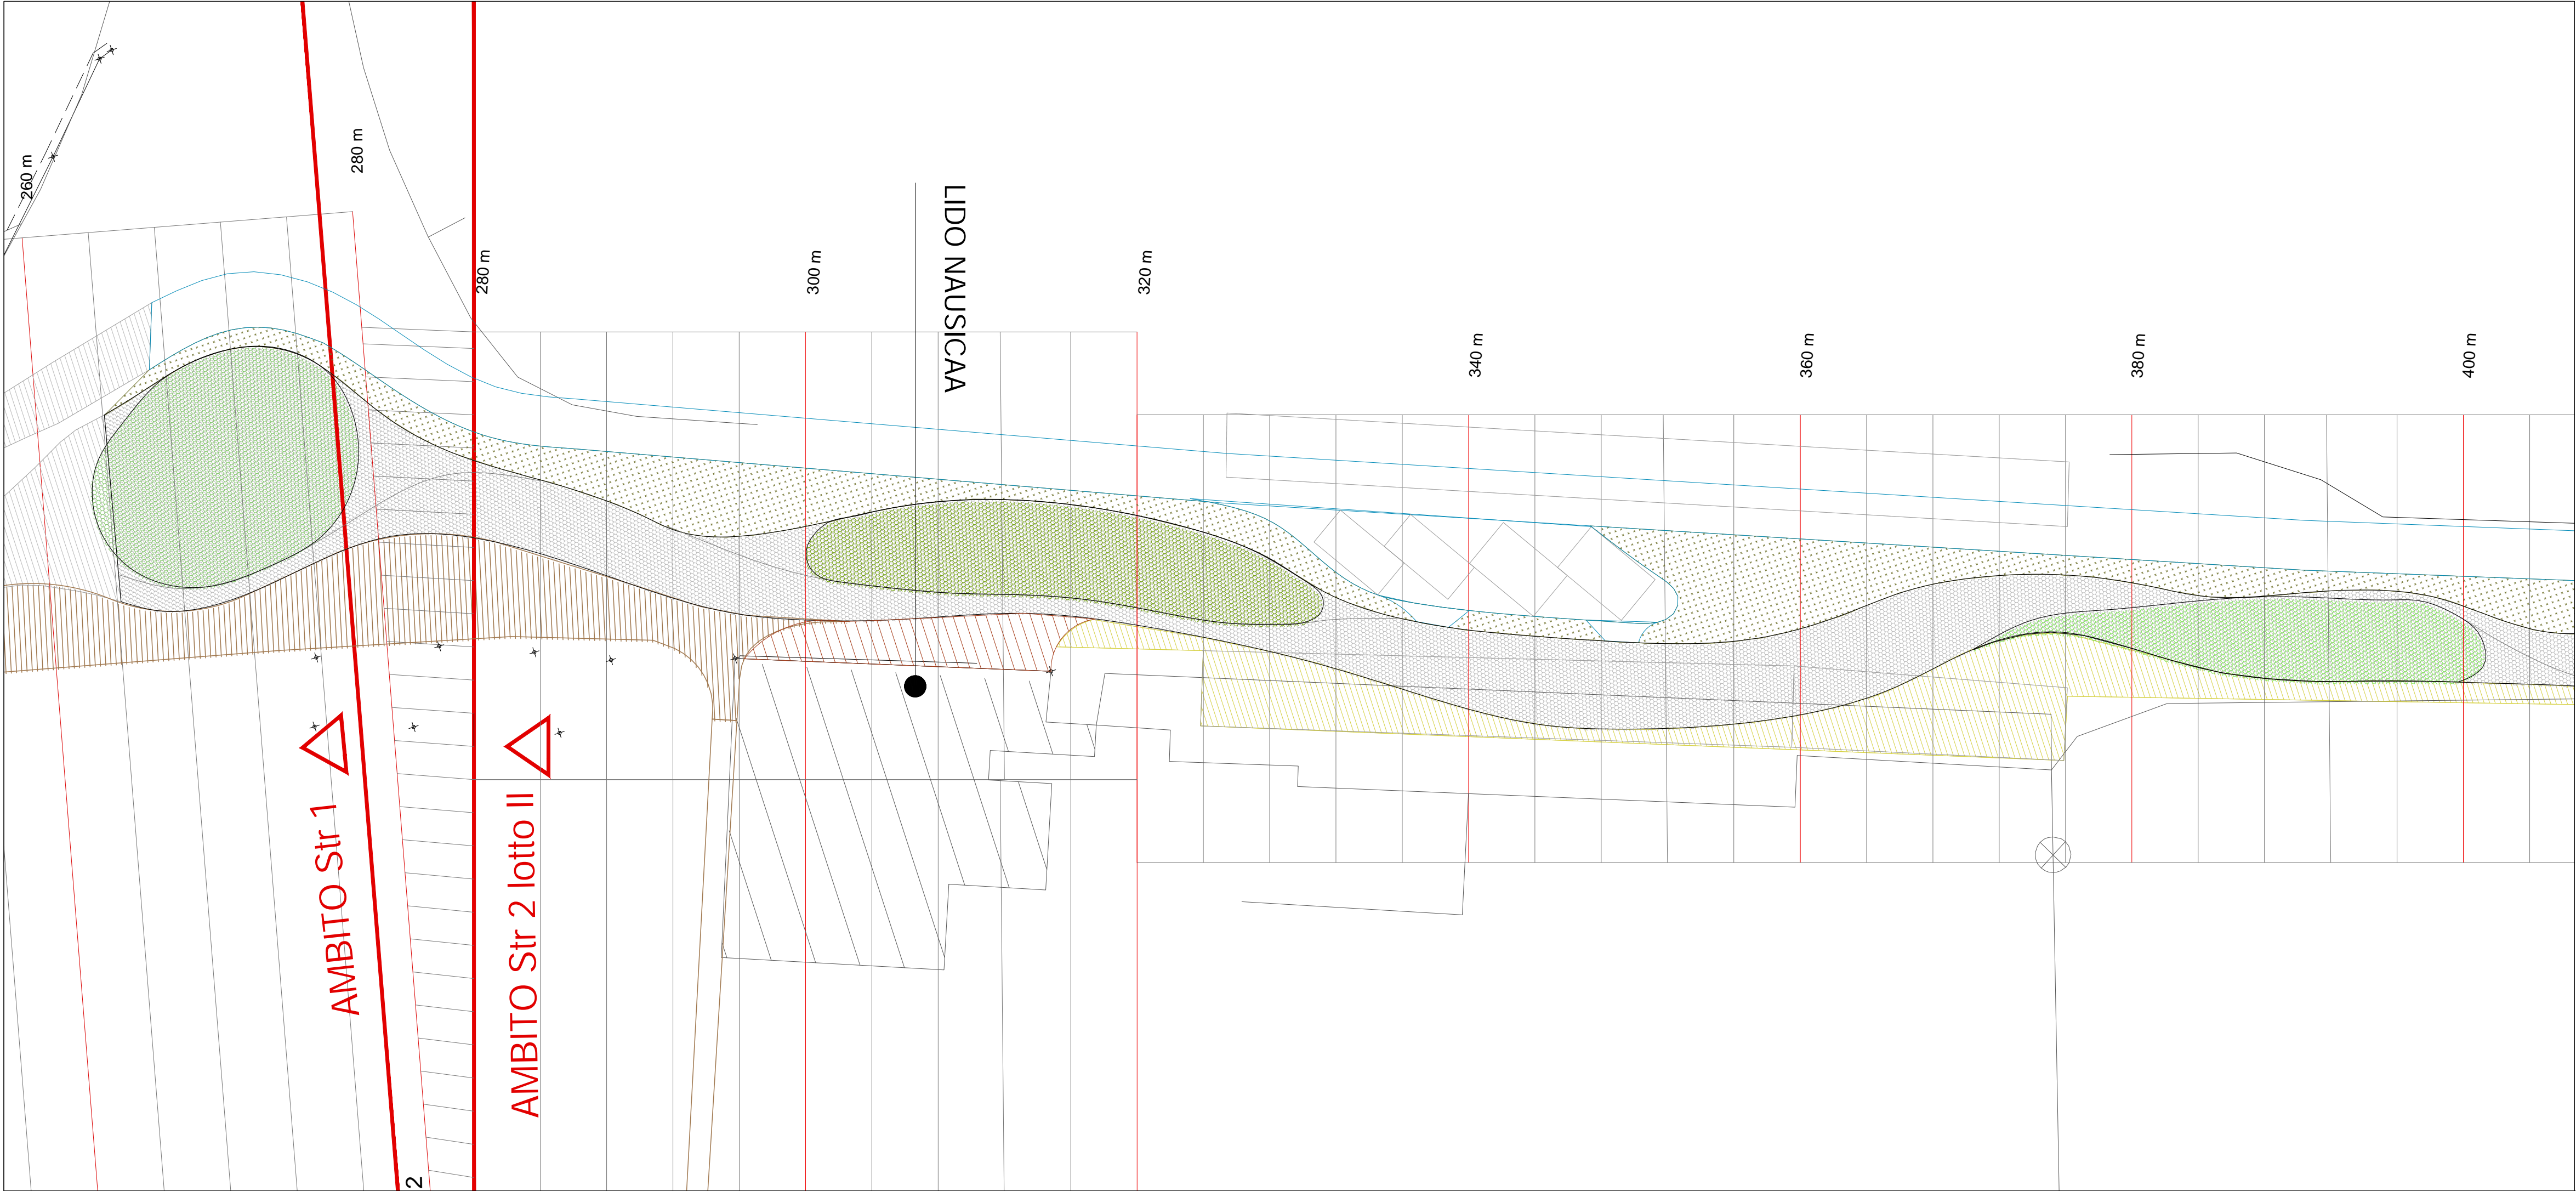 260 m
280 m
280 m
300 m
320 m
340 m
360 m
380 m
400 m
LIDO NAUSICAA
AMBITO Str 1
AMBITO Str 2 lotto II
2